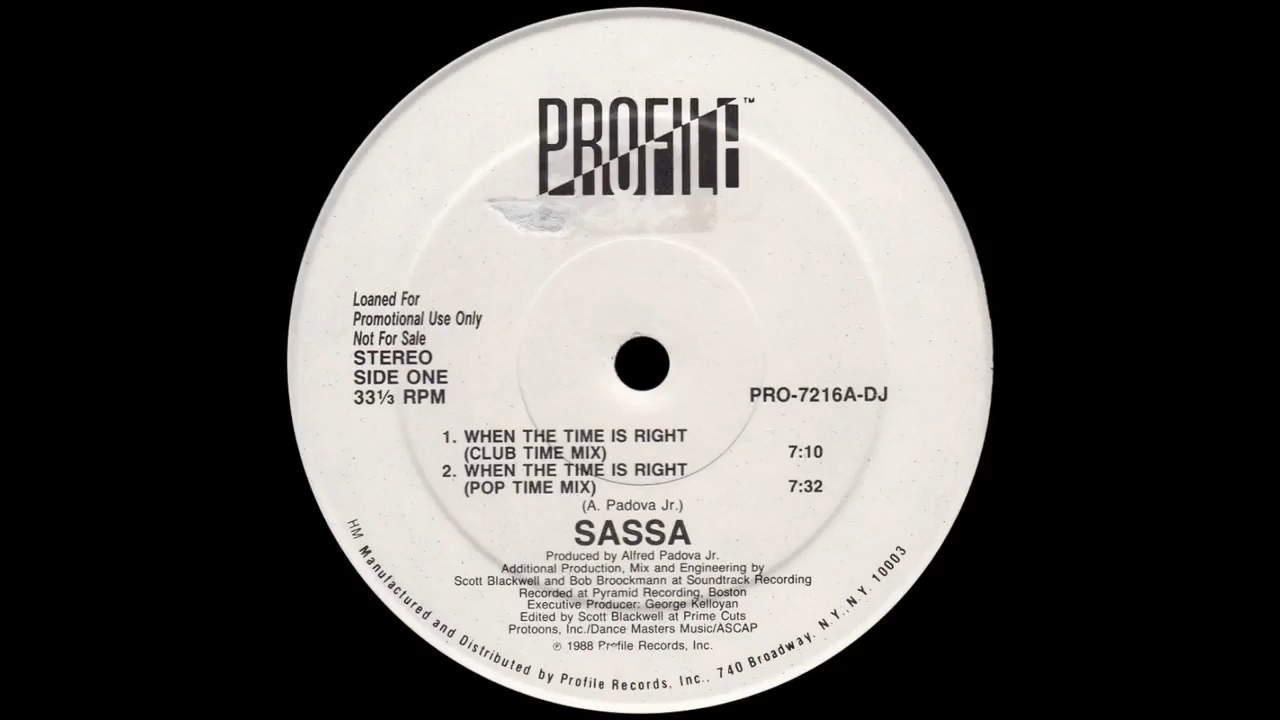 PROFILE™
Loaned For
Promotional Use Only
Not For Sale
STEREO
SIDE ONE
33⅓ RPM
PRO-7216A-DJ
1. WHEN THE TIME IS RIGHT
(CLUB TIME MIX) 7:10
2. WHEN THE TIME IS RIGHT
(POP TIME MIX) 7:32
(A. Padova Jr.)
SASSA
Produced by Alfred Padova Jr.
Additional Production, Mix and Engineering by
Scott Blackwell and Bob Broockmann at Soundtrack Recording
Recorded at Pyramid Recording, Boston
Executive Producer: George Kelloyan
Edited by Scott Blackwell at Prime Cuts
Protoons, Inc./Dance Masters Music/ASCAP
℗ 1988 Profile Records, Inc.
HM Manufactured and Distributed by Profile Records, Inc., 740 Broadway, N.Y., N.Y. 10003